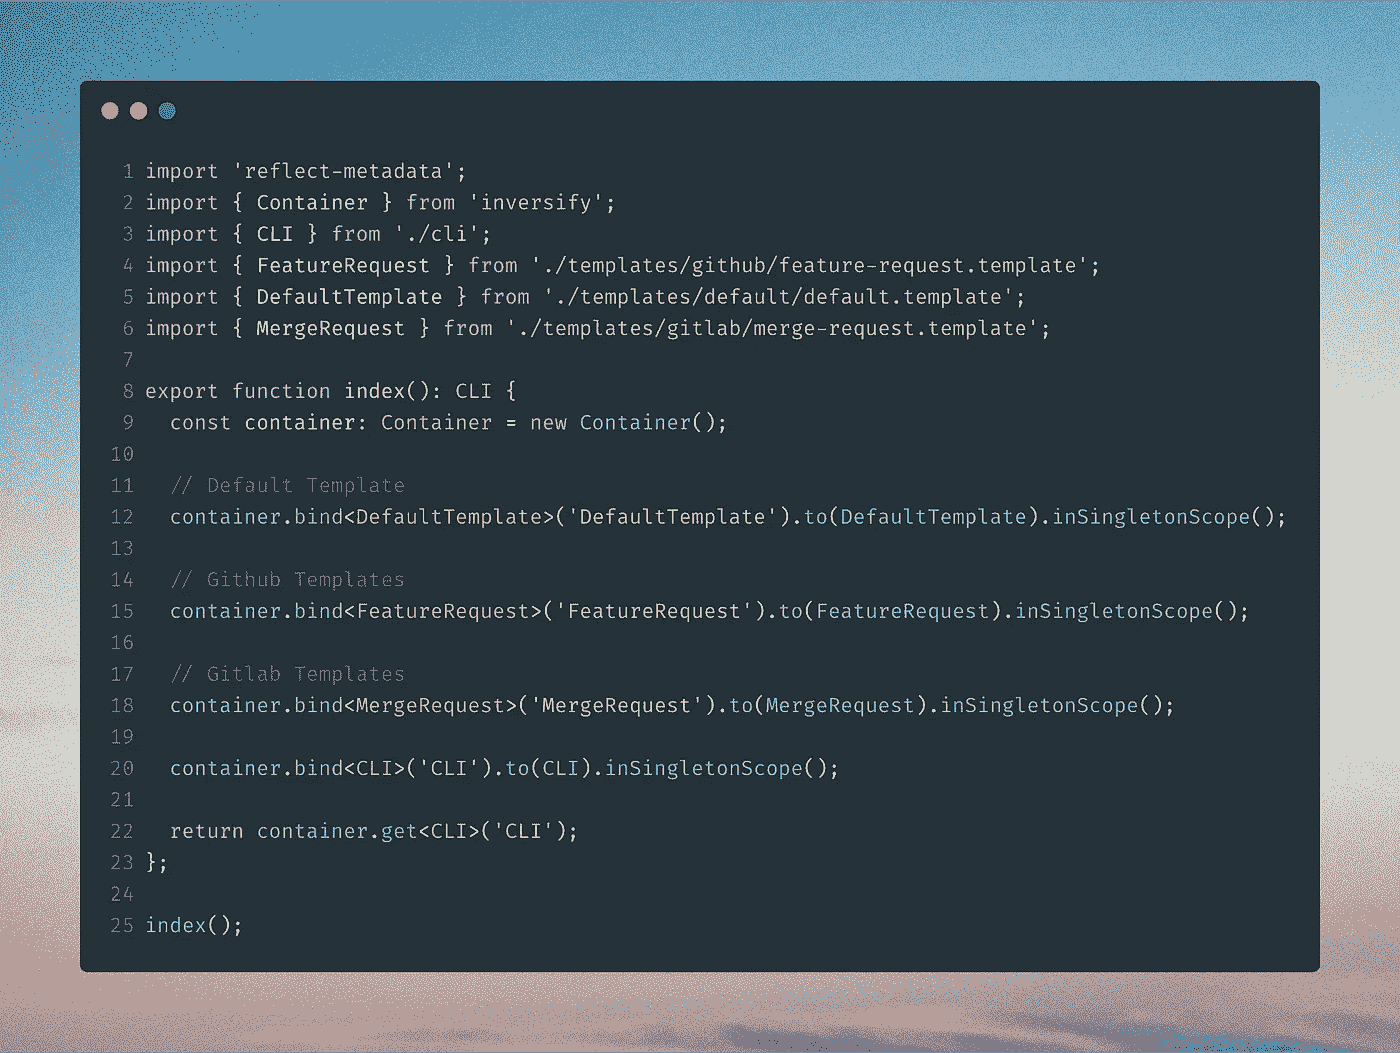 1 import 'reflect-metadata';
2 import { Container } from 'inversify';
3 import { CLI } from './cli';
4 import { FeatureRequest } from './templates/github/feature-request.template';
5 import { DefaultTemplate } from './templates/default/default.template';
6 import { MergeRequest } from './templates/gitlab/merge-request.template';
7
8 export function index(): CLI {
9   const container: Container = new Container();
10
11   // Default Template
12   container.bind<DefaultTemplate>('DefaultTemplate').to(DefaultTemplate).inSingletonScope();
13
14   // Github Templates
15   container.bind<FeatureRequest>('FeatureRequest').to(FeatureRequest).inSingletonScope();
16
17   // Gitlab Templates
18   container.bind<MergeRequest>('MergeRequest').to(MergeRequest).inSingletonScope();
19
20   container.bind<CLI>('CLI').to(CLI).inSingletonScope();
21
22   return container.get<CLI>('CLI');
23 };
24
25 index();